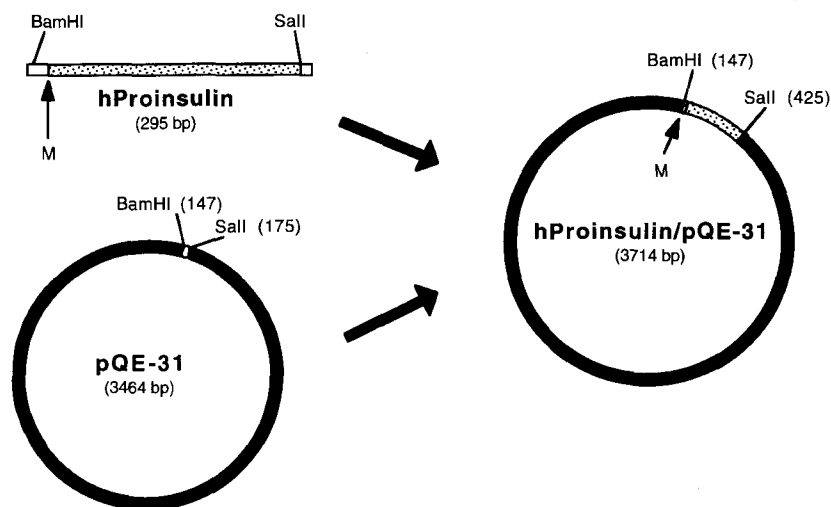 BamHI
SalI
hProinsulin
(295 bp)
M
BamHI (147)
SalI (175)
pQE-31
(3464 bp)
BamHI (147)
SalI (425)
M
hProinsulin/pQE-31
(3714 bp)